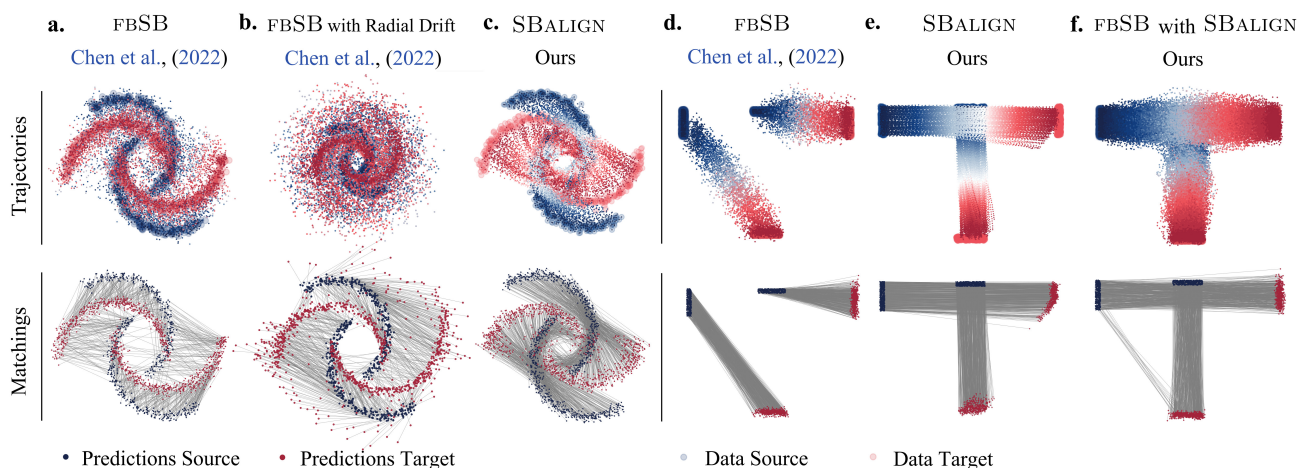 a. FBSB
Chen et al., (2022)
b. FBSB with Radial Drift
Chen et al., (2022)
c. SBALIGN
Ours
d. FBSB
Chen et al., (2022)
e. SBALIGN
Ours
f. FBSB with SBALIGN
Ours
Trajectories
Matchings
Predictions Source
Predictions Target
Data Source
Data Target